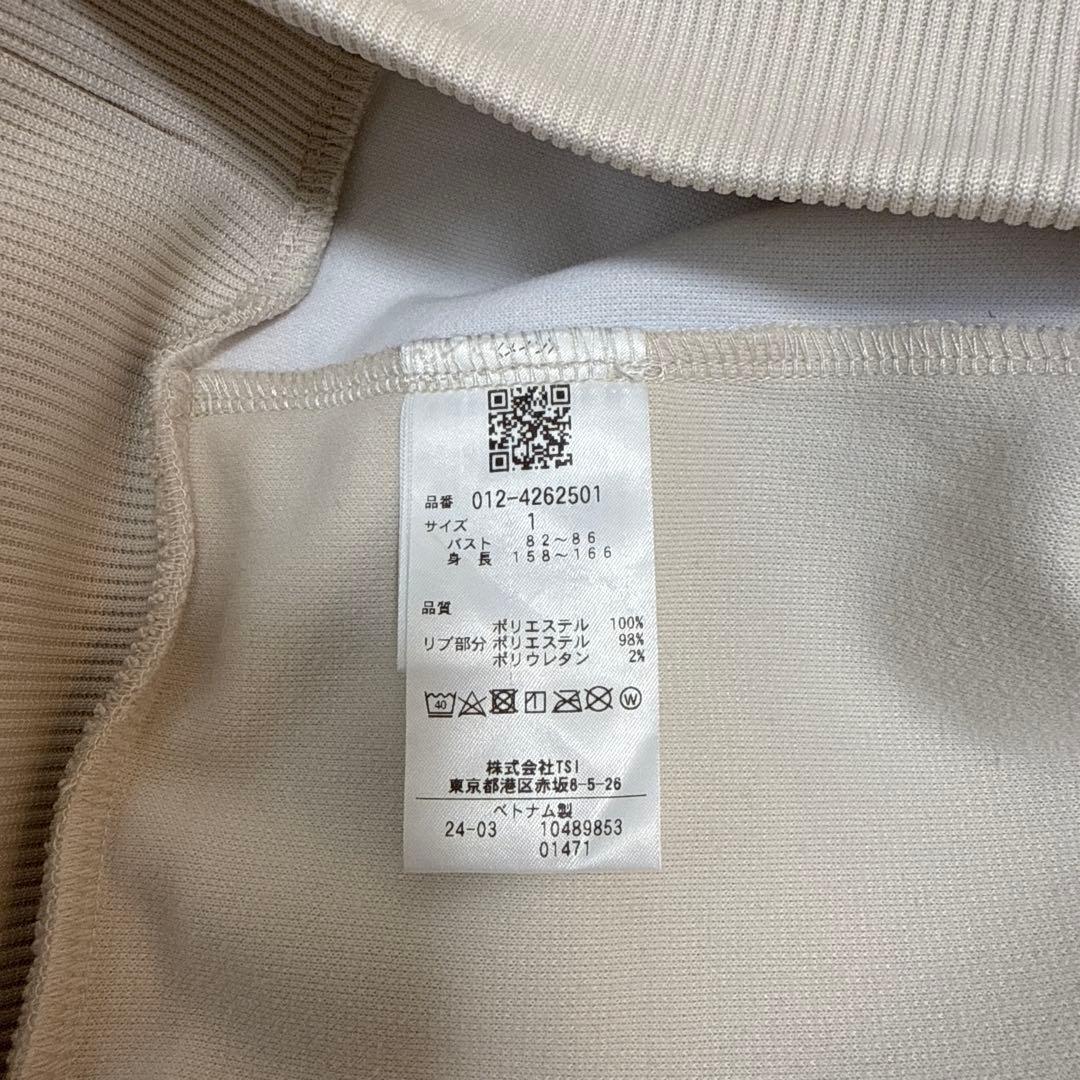 品番 012-4262501
サイズ 1
バスト 82～86
身長 158～166
品質
ポリエステル 100%
リブ部分 ポリエステル 98%
ポリウレタン 2%
40 W
株式会社TSI
東京都港区赤坂8-5-26
ベトナム製
24-03 10489853
01471